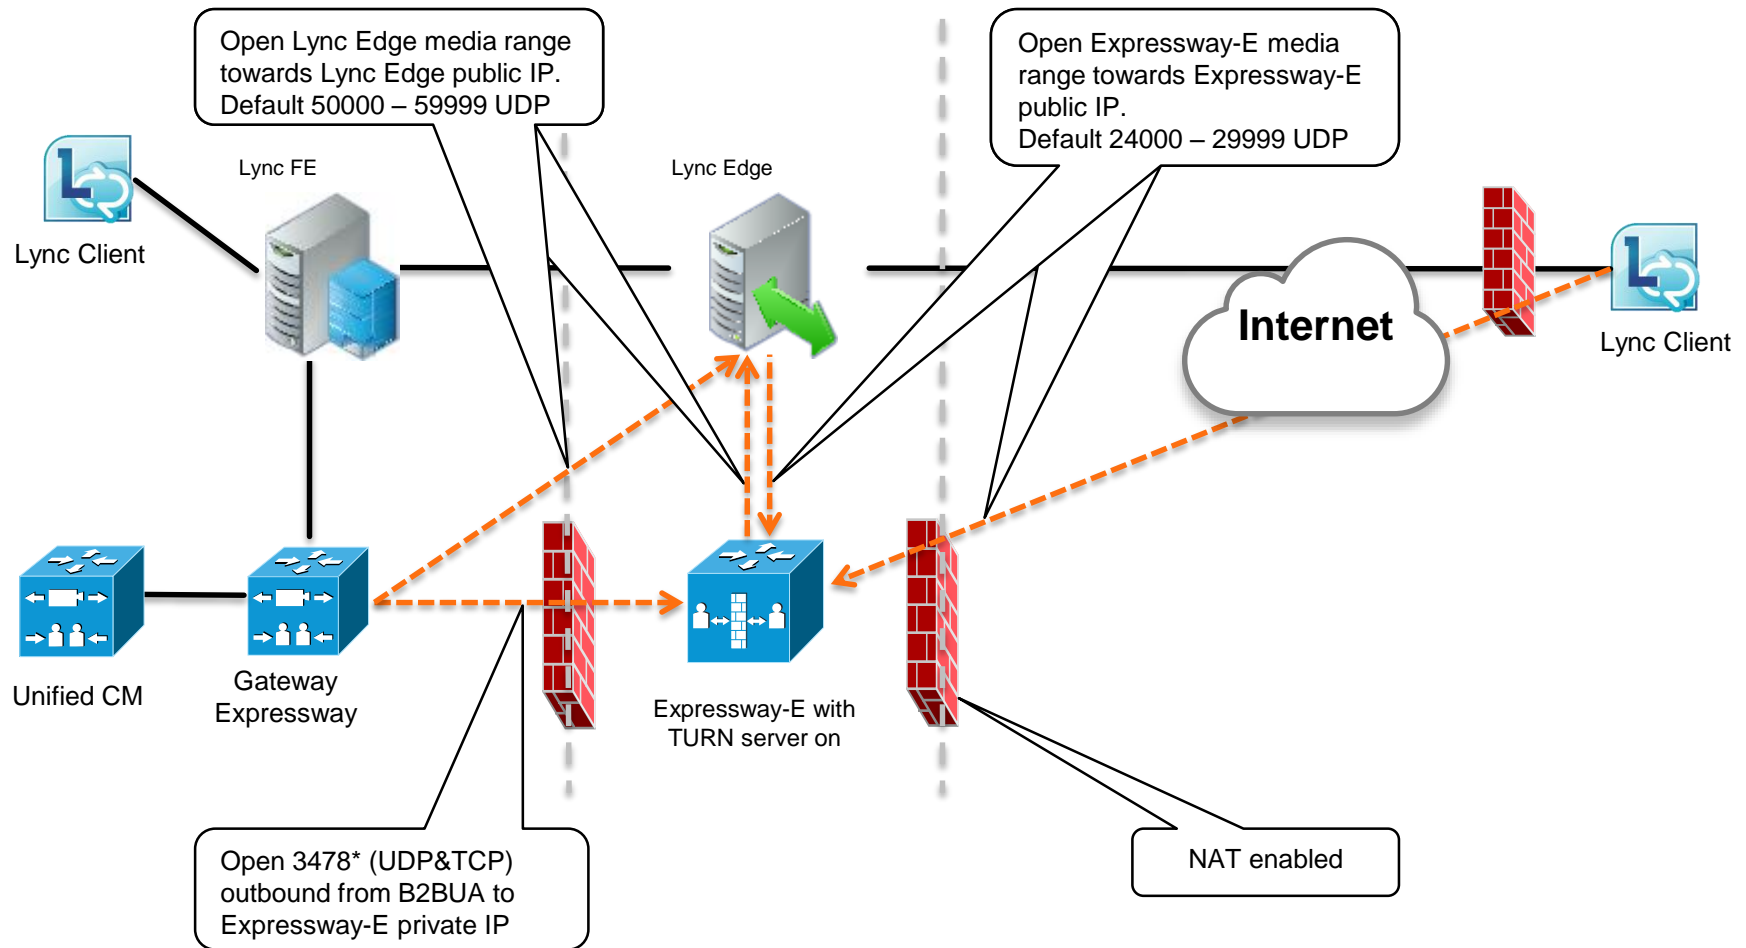 Open Lync Edge media range
towards Lync Edge public IP.
Default 50000 – 59999 UDP
Open Expressway-E media
range towards Expressway-E
public IP.
Default 24000 – 29999 UDP
Lync FE
Lync Edge
Lync Client
Internet
Lync Client
Unified CM
Gateway
Expressway
Expressway-E with
TURN server on
Open 3478* (UDP&TCP)
outbound from B2BUA to
Expressway-E private IP
NAT enabled